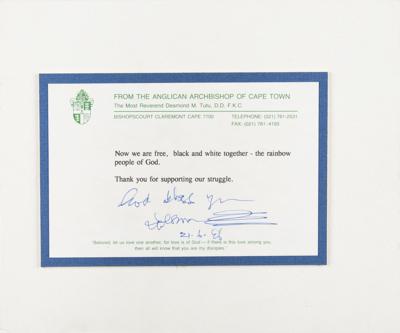 FROM THE ANGLICAN ARCHBISHOP OF CAPE TOWN
The Most Reverend Desmond M. Tutu, D.D. F.K.C.
BISHOPSCOURT CLAREMONT CAPE 7700
TELEPHONE: (021) 761-2531
FAX: (021) 761-4193
Now we are free, black and white together - the rainbow
people of God.
Thank you for supporting our struggle.
God bless you
Desmond
"Beloved, let us love one another, for love is of God — if there is this love among you,
then all will know that you are my disciples."